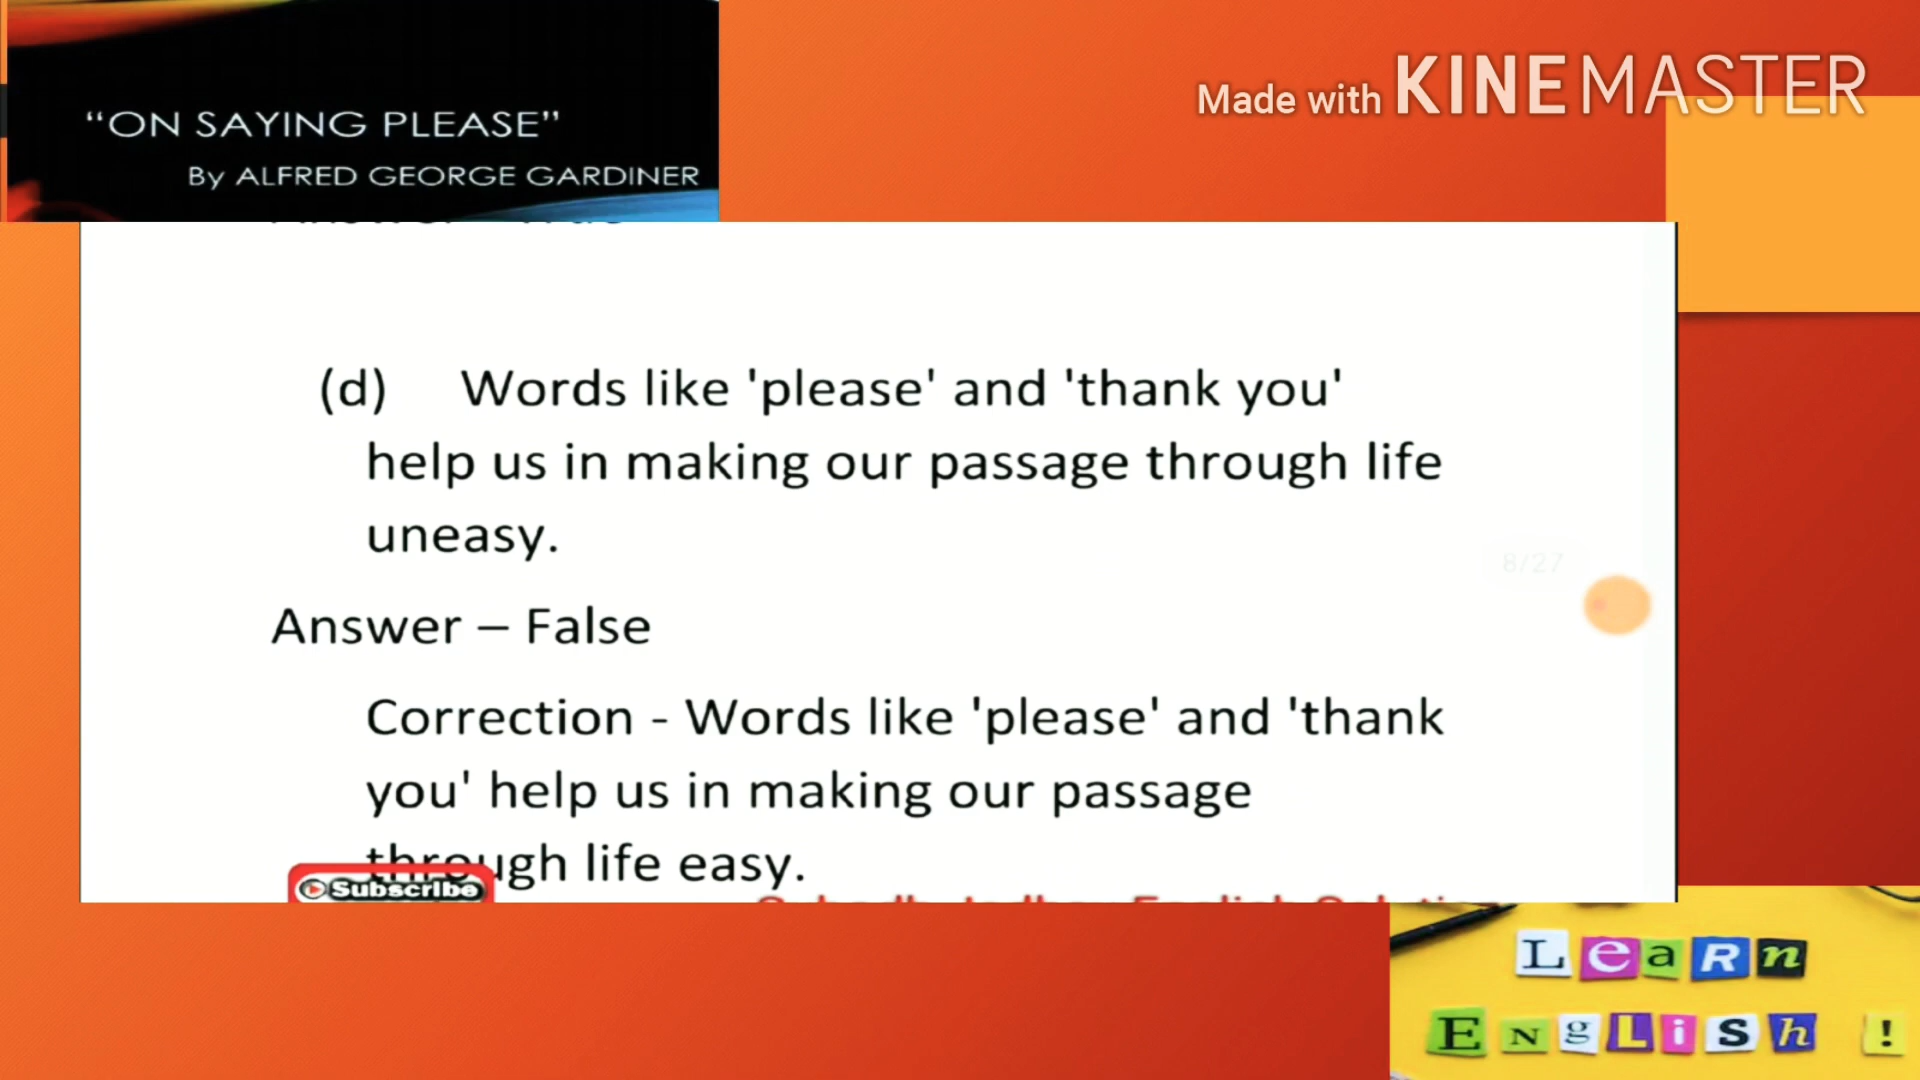 Made with KINEMASTER
“ON SAYING PLEASE”
By ALFRED GEORGE GARDINER
(d) Words like 'please' and 'thank you'
help us in making our passage through life
uneasy.
8/27
Answer – False
Correction - Words like 'please' and 'thank
you' help us in making our passage
through life easy.
Subscribe
LeaRn
ENgLiSh !